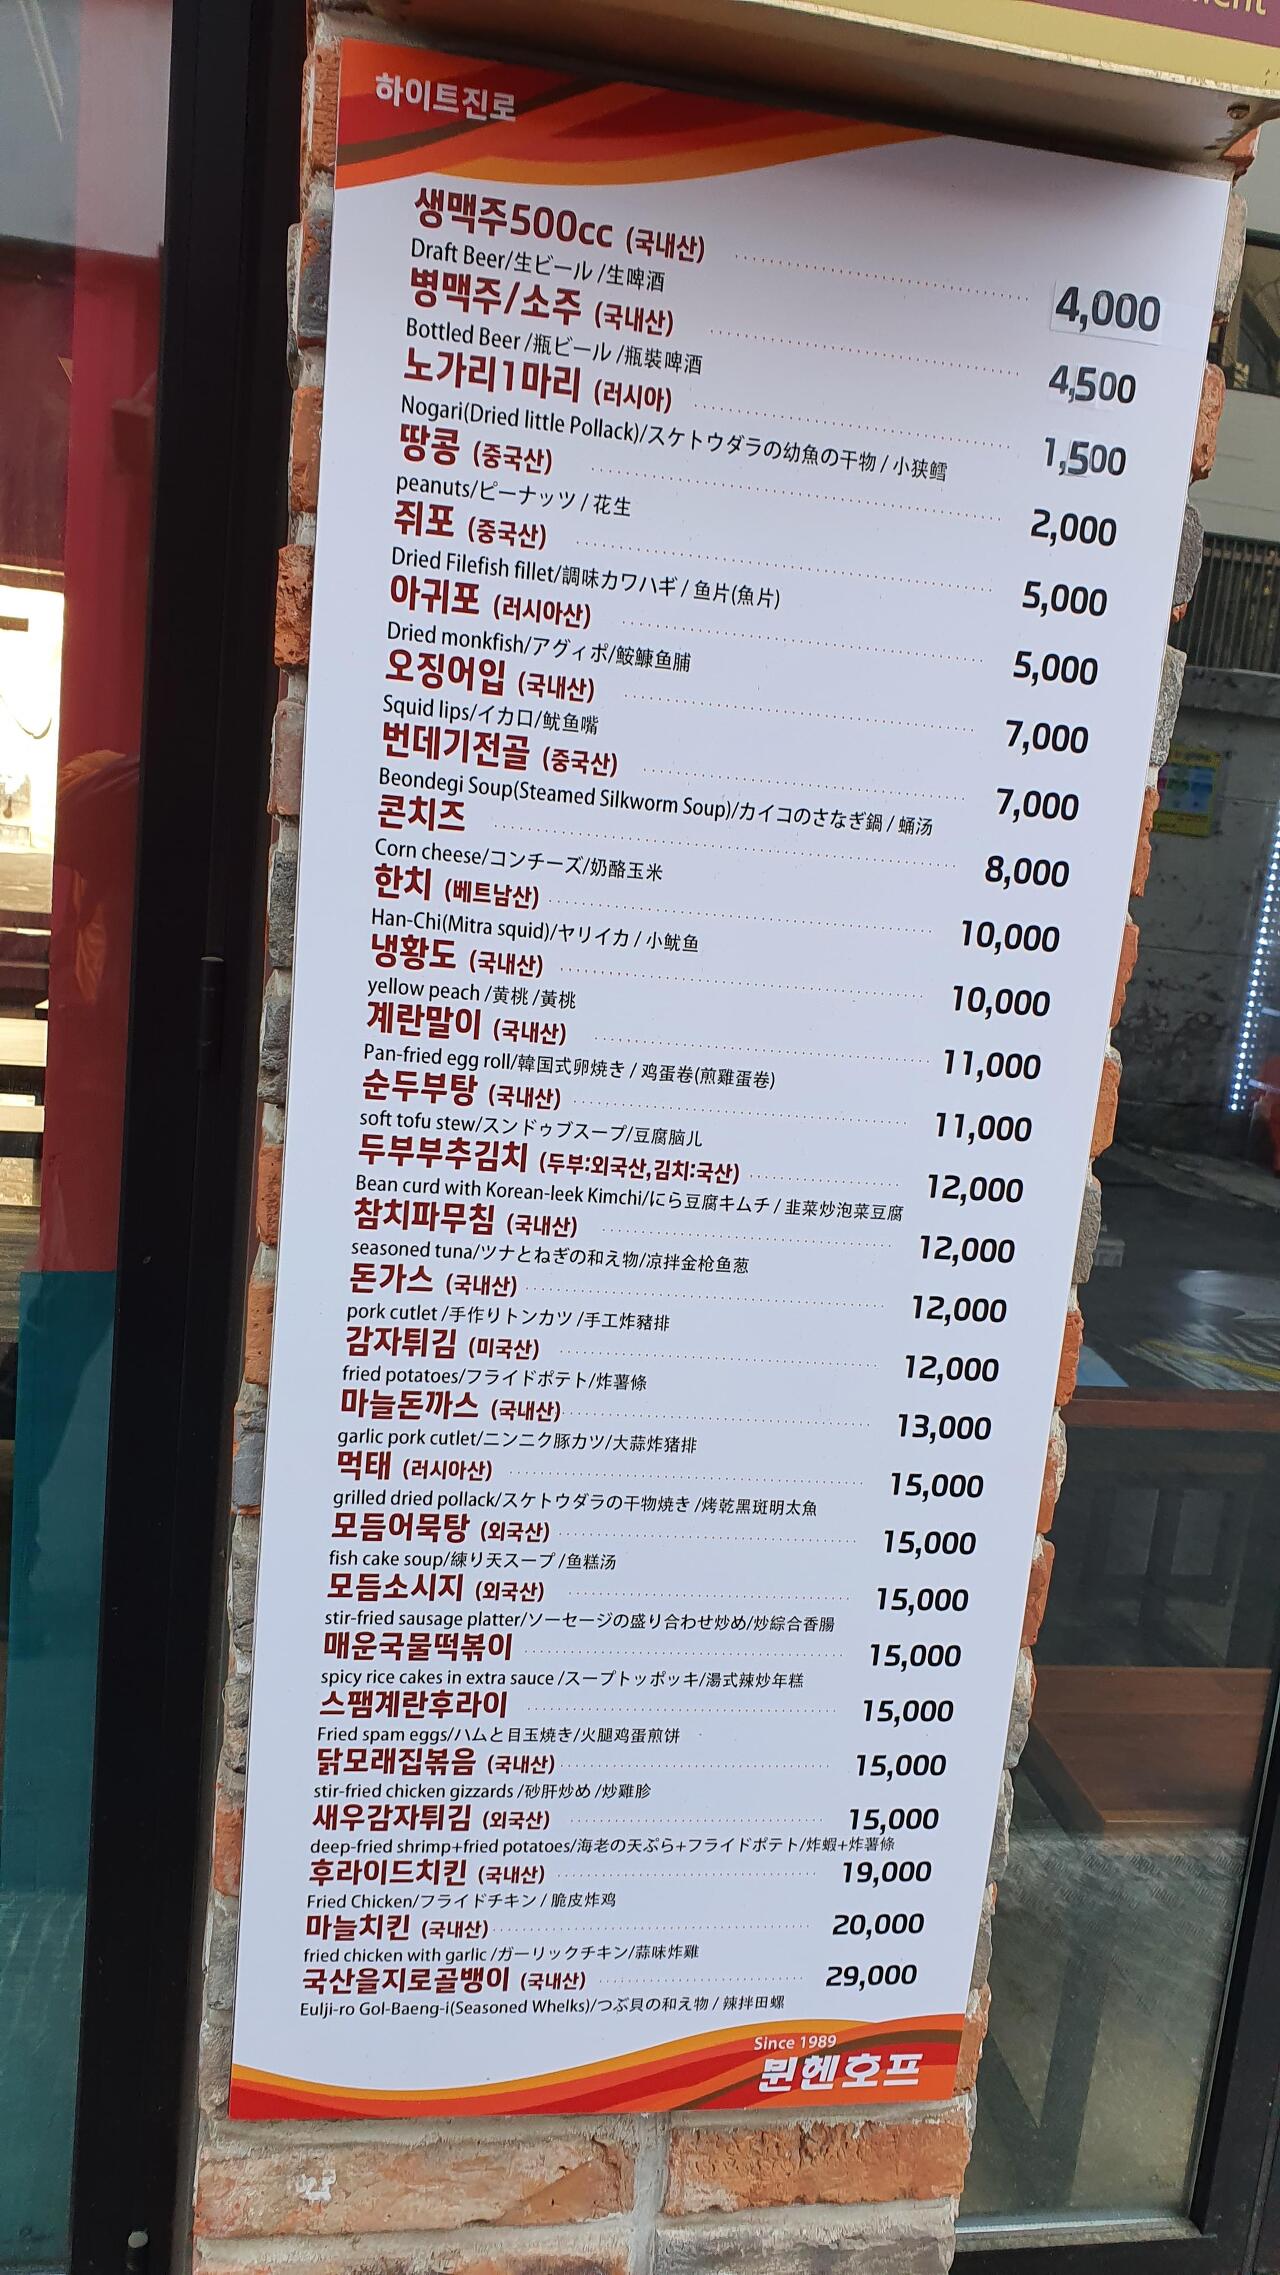 ment
하이트진로
생맥주500cc (국내산) 4,000
Draft Beer/生ビール /生啤酒
병맥주/소주 (국내산) 4,500
Bottled Beer /瓶ビール /瓶裝啤酒
노가리1마리 (러시아) 1,500
Nogari(Dried little Pollack)/スケトウダラの幼魚の干物 / 小狭鳕
땅콩 (중국산) 2,000
peanuts/ピーナッツ / 花生
쥐포 (중국산) 5,000
Dried Filefish fillet/調味カワハギ / 鱼片(魚片)
아귀포 (러시아산) 5,000
Dried monkfish/アグィポ/鮟鱇鱼脯
오징어입 (국내산) 7,000
Squid lips/イカ口/鱿鱼嘴
번데기전골 (중국산) 7,000
Beondegi Soup(Steamed Silkworm Soup)/カイコのさなぎ鍋 / 蛹汤
콘치즈 8,000
Corn cheese/コンチーズ/奶酪玉米
한치 (베트남산) 10,000
Han-Chi(Mitra squid)/ヤリイカ / 小鱿鱼
냉황도 (국내산) 10,000
yellow peach /黄桃 /黃桃
계란말이 (국내산) 11,000
Pan-fried egg roll/韓国式卵焼き / 鸡蛋卷(煎雞蛋卷)
순두부탕 (국내산) 11,000
soft tofu stew/スンドゥブスープ/豆腐脑儿
두부부추김치 (두부:외국산,김치:국산) 12,000
Bean curd with Korean-leek Kimchi/にら豆腐キムチ / 韭菜炒泡菜豆腐
참치파무침 (국내산) 12,000
seasoned tuna/ツナとねぎの和え物/凉拌金枪鱼葱
돈가스 (국내산) 12,000
pork cutlet /手作りトンカツ /手工炸豬排
감자튀김 (미국산) 12,000
fried potatoes/フライドポテト/炸薯條
마늘돈까스 (국내산) 13,000
garlic pork cutlet/ニンニク豚カツ/大蒜炸猪排
먹태 (러시아산) 15,000
grilled dried pollack/スケトウダラの干物焼き /烤乾黑斑明太魚
모듬어묵탕 (외국산) 15,000
fish cake soup/練り天スープ /鱼糕汤
모듬소시지 (외국산) 15,000
stir-fried sausage platter/ソーセージの盛り合わせ炒め/炒綜合香腸
매운국물떡볶이 15,000
spicy rice cakes in extra sauce /スープトッポッキ/湯式辣炒年糕
스팸계란후라이 15,000
Fried spam eggs/ハムと目玉焼き/火腿鸡蛋煎饼
닭모래집볶음 (국내산) 15,000
stir-fried chicken gizzards /砂肝炒め /炒雞胗
새우감자튀김 (외국산) 15,000
deep-fried shrimp+fried potatoes/海老の天ぷら+フライドポテト/炸蝦+炸薯條
후라이드치킨 (국내산) 19,000
Fried Chicken/フライドチキン / 脆皮炸鸡
마늘치킨 (국내산) 20,000
fried chicken with garlic /ガーリックチキン/蒜味炸雞
국산을지로골뱅이 (국내산) 29,000
Eulji-ro Gol-Baeng-i(Seasoned Whelks)/つぶ貝の和え物 / 辣拌田螺
Since 1989
뮌헨호프